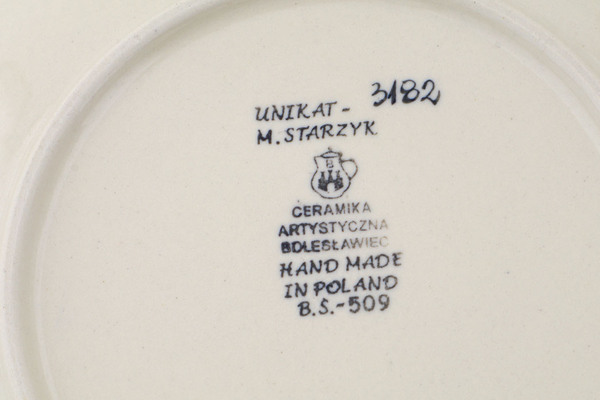 UNIKAT - 3182
M. STARZYK
B
CERAMIKA
ARTYSTYCZNA
BOLESŁAWIEC
HAND MADE
IN POLAND
B.S.-509